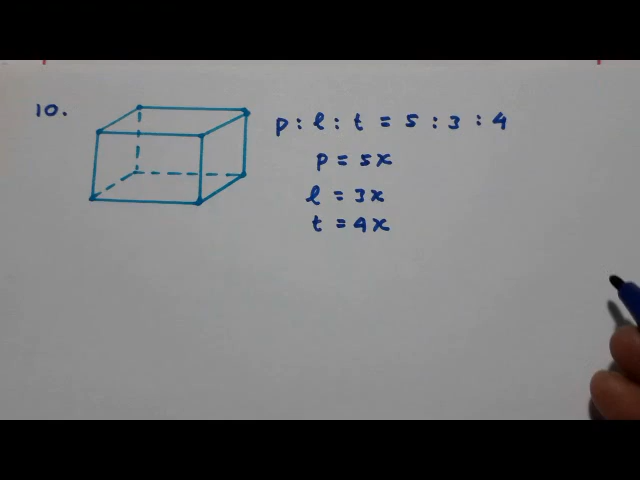 10.
p : l : t = 5 : 3 : 4
p = 5x
l = 3x
t = 4x